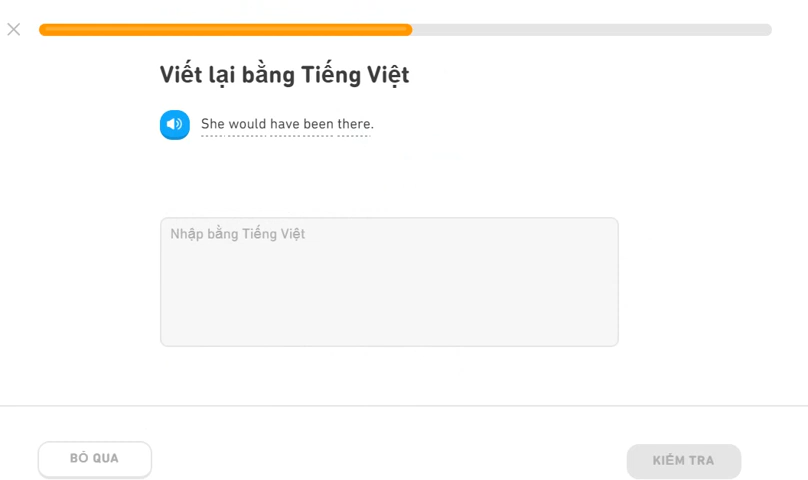 Viết lại bằng Tiếng Việt
She would have been there.
Nhập bằng Tiếng Việt
BỎ QUA
KIỂM TRA